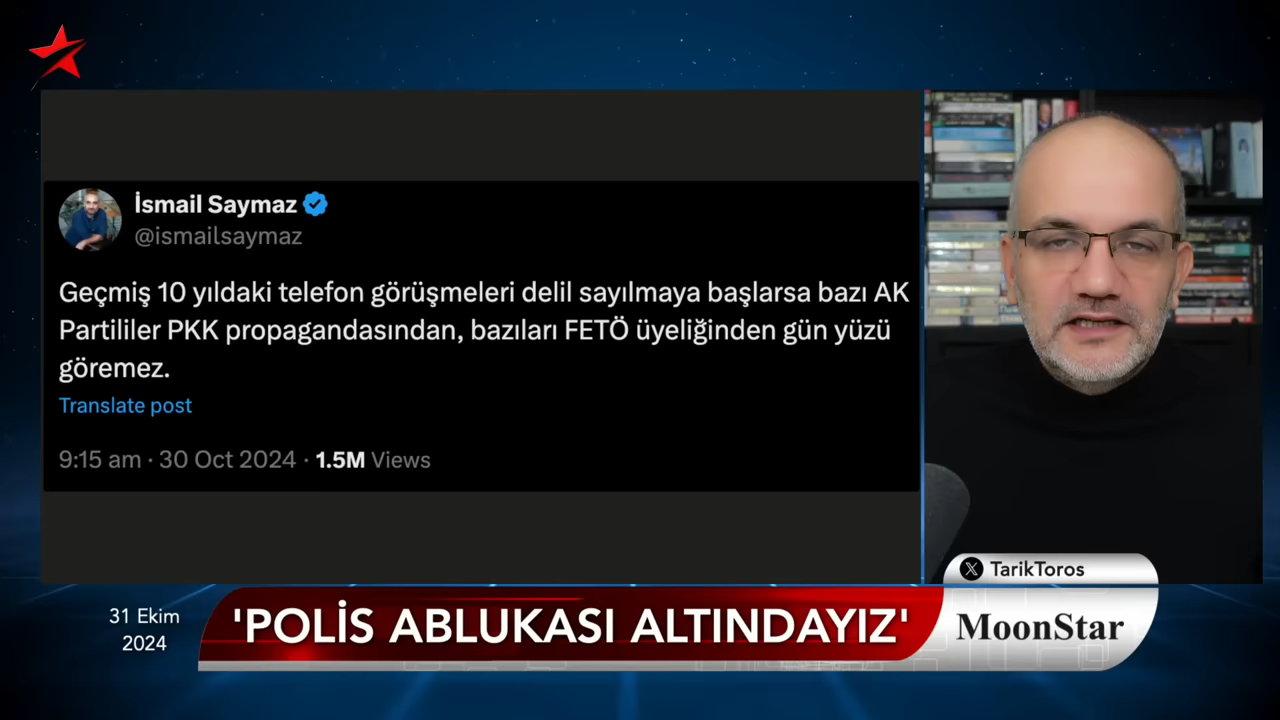 İsmail Saymaz
@ismailsaymaz
Geçmiş 10 yıldaki telefon görüşmeleri delil sayılmaya başlarsa bazı AK
Partililer PKK propagandasından, bazıları FETÖ üyeliğinden gün yüzü
göremez.
Translate post
9:15 am · 30 Oct 2024 · 1.5M Views
X TarikToros
31 Ekim
2024
'POLİS ABLUKASI ALTINDAYIZ'
MoonStar